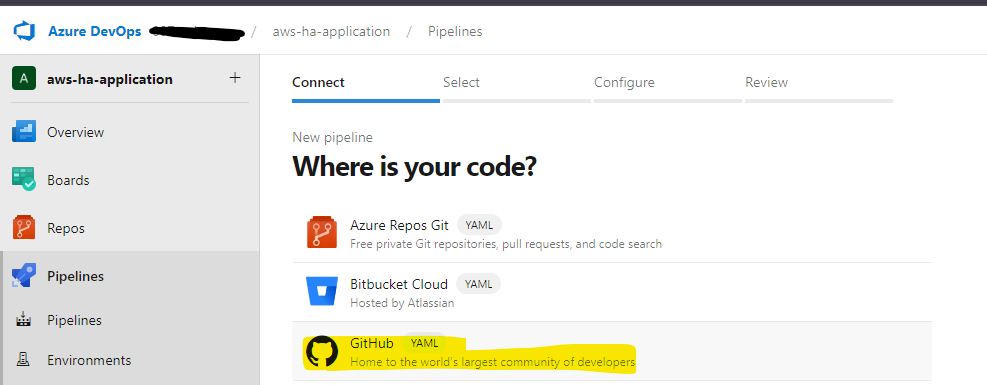 Azure DevOps / aws-ha-application / Pipelines
A aws-ha-application +
Overview
Boards
Repos
Pipelines
Pipelines
Environments
Connect Select Configure Review
New pipeline
Where is your code?
Azure Repos Git YAML
Free private Git repositories, pull requests, and code search
Bitbucket Cloud YAML
Hosted by Atlassian
GitHub YAML
Home to the world's largest community of developers